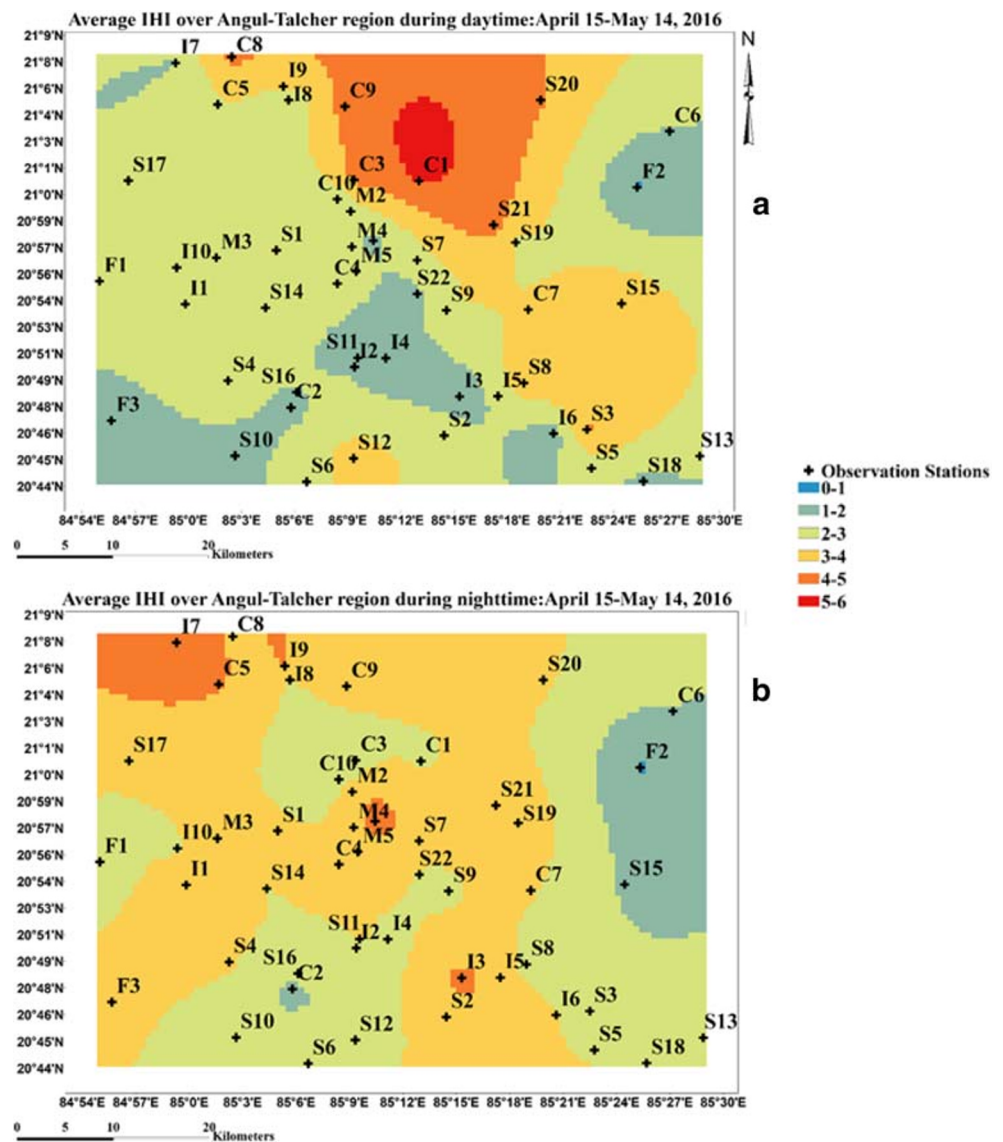 Average IHI over Angul-Talcher region during daytime:April 15-May 14, 2016
21°9'N
21°8'N
21°6'N
21°4'N
21°3'N
21°1'N
21°0'N
20°59'N
20°57'N
20°56'N
20°54'N
20°53'N
20°51'N
20°49'N
20°48'N
20°46'N
20°45'N
20°44'N
I7
C8
I9
I8
C5
C9
S20
C6
N
S17
C3
C1
F2
C10
M2
a
S21
S19
M4
M5
S1
M3
I10
F1
S7
C4
S22
I1
S14
S9
C7
S15
S11
I2
I4
S4
S16
C2
S8
I3
I5
F3
S2
I6
S3
S10
S12
S6
S5
S13
S18
84°54'E 84°57'E 85°0'E 85°3'E 85°6'E 85°9'E 85°12'E 85°15'E 85°18'E 85°21'E 85°24'E 85°27'E 85°30'E
0 5 10 20
Kilometers
Observation Stations
0-1
1-2
2-3
3-4
4-5
5-6
Average IHI over Angul-Talcher region during nighttime:April 15-May 14, 2016
21°9'N
21°8'N
21°6'N
21°4'N
21°3'N
21°1'N
21°0'N
20°59'N
20°57'N
20°56'N
20°54'N
20°53'N
20°51'N
20°49'N
20°48'N
20°46'N
20°45'N
20°44'N
I7
C8
I9
I8
C5
C9
S20
C6
b
S17
C3
C1
F2
C10
M2
S21
S19
M4
M5
S1
M3
I10
F1
S7
C4
S22
I1
S14
S9
C7
S15
S11
I2
I4
S4
S16
C2
S8
I3
I5
F3
S2
I6
S3
S10
S12
S6
S5
S13
S18
84°54'E 84°57'E 85°0'E 85°3'E 85°6'E 85°9'E 85°12'E 85°15'E 85°18'E 85°21'E 85°24'E 85°27'E 85°30'E
0 5 10 20
Kilometers